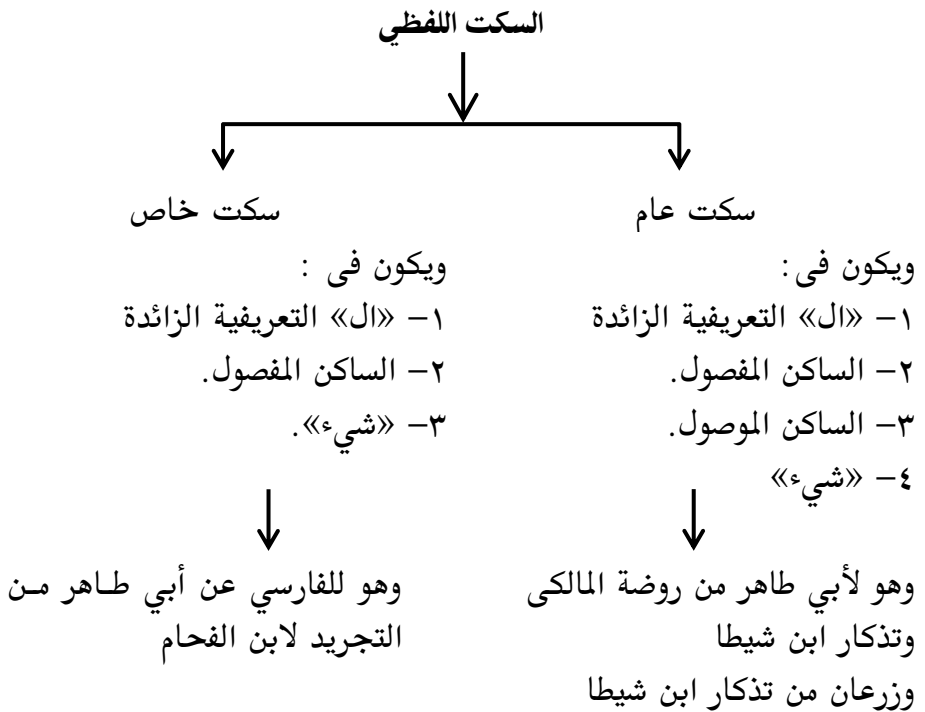 السكت اللفظي
سكت عام
ويكون فى :
١– «ال» التعريفية الزائدة
٢– الساكن المفصول.
٣– الساكن الموصول.
٤– «شيء»
وهو لأبي طاهر من روضة المالكى
وتذكار ابن شيطا
وزرعان من تذكار ابن شيطا
سكت خاص
ويكون فى :
١– «ال» التعريفية الزائدة
٢– الساكن المفصول.
٣– «شيء».
وهو للفارسي عن أبي طـاهر مـن
التجريد لابن الفحام